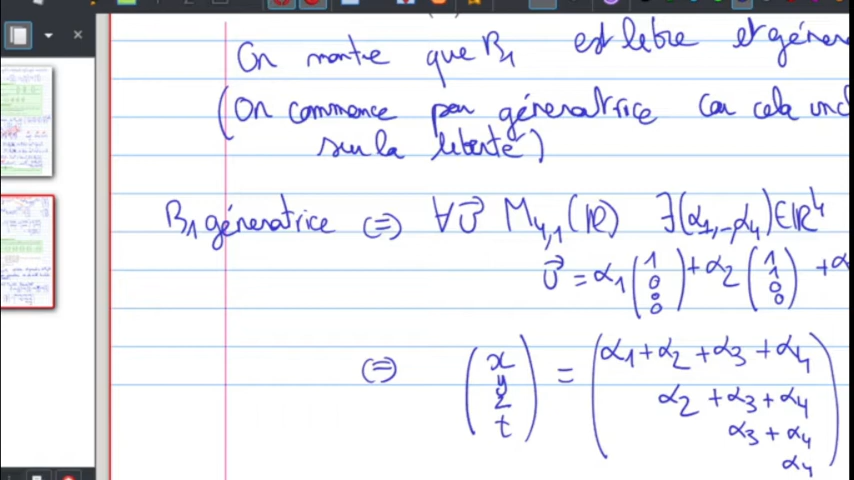 On montre que B₁ est libre et génér
(On commence par génératrice car cela
sur la liberté)
B₁ génératrice ⟺ ∀ V⃗ M₄,₁(ℝ) ∃(α₁,--,α₄)∈ℝ⁴
V⃗ = α₁ (1 0 0 0) + α₂ (1 1 0 0) + α
⟺ (x y z t) = (α₁ + α₂ + α₃ + α₄
α₂ + α₃ + α₄
α₃ + α₄
α₄)